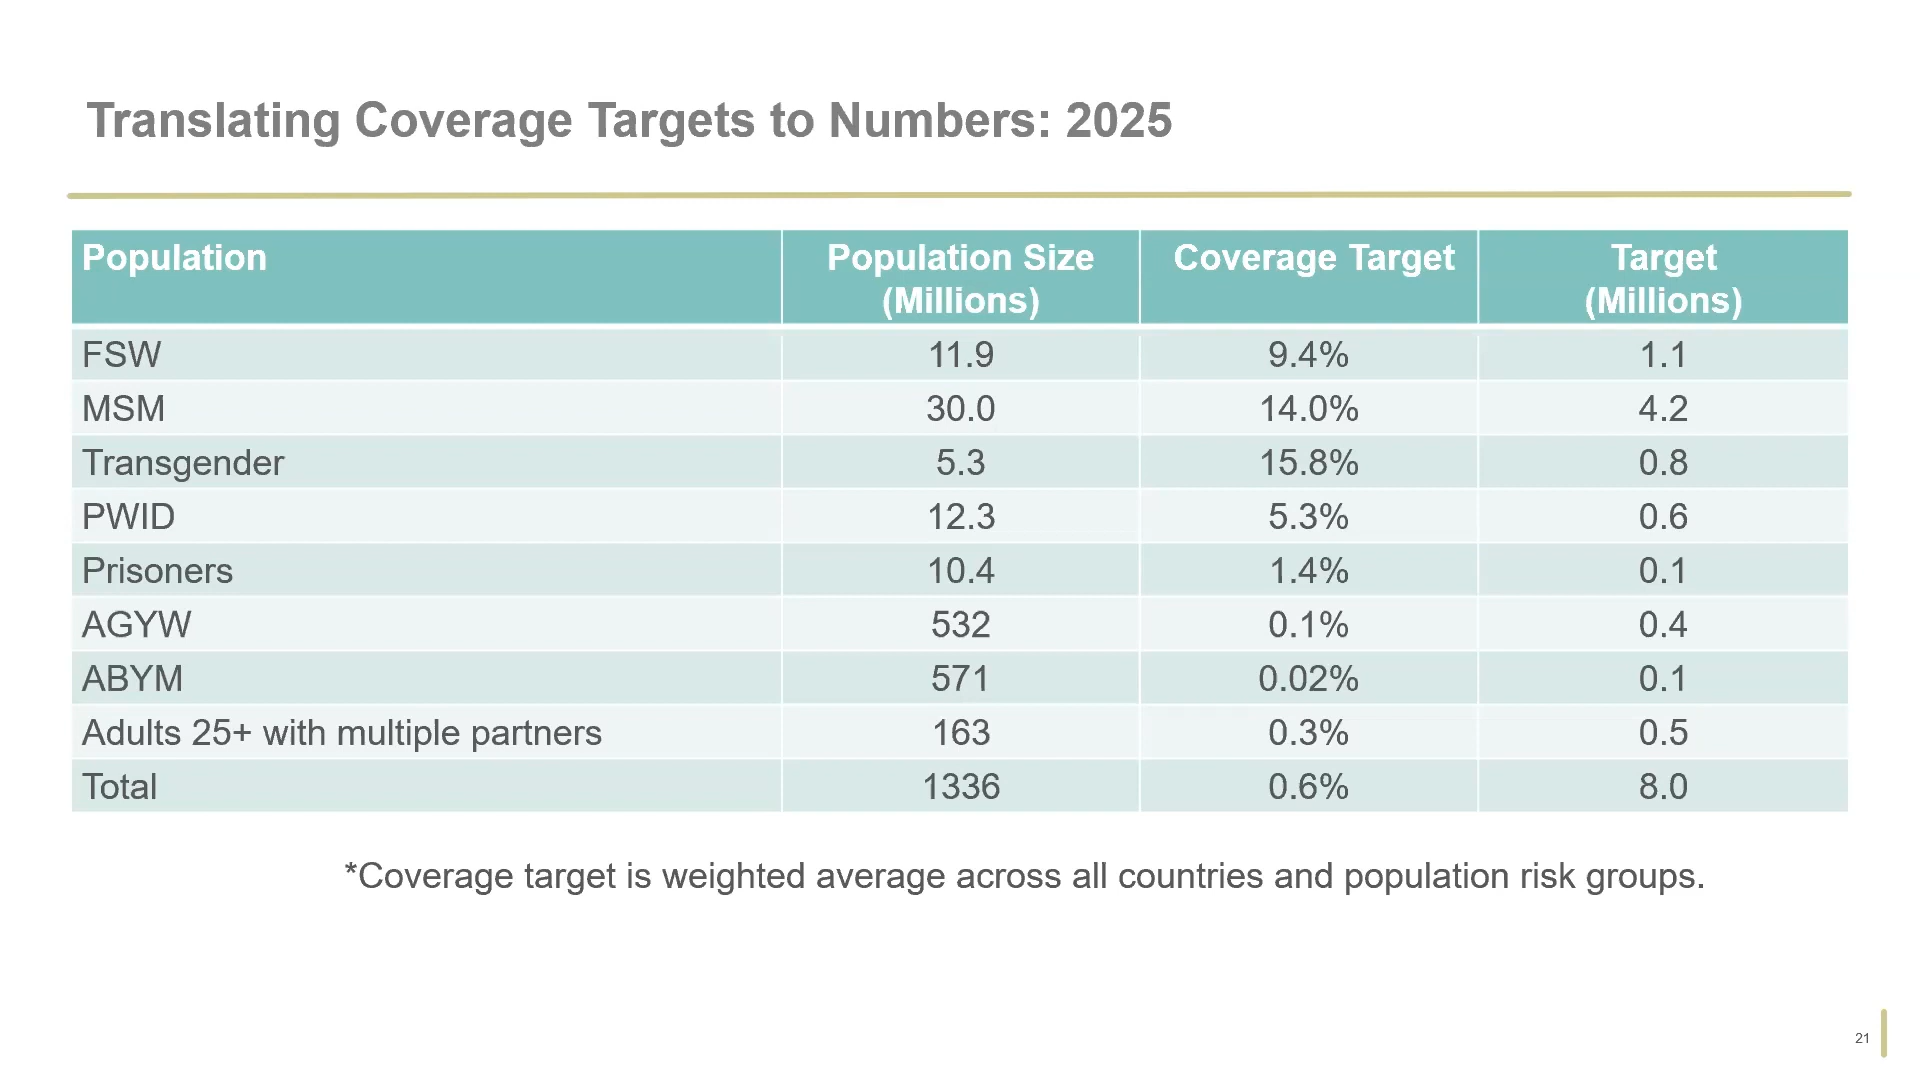 Translating Coverage Targets to Numbers: 2025
Population Population Size (Millions) Coverage Target Target (Millions)
FSW 11.9 9.4% 1.1
MSM 30.0 14.0% 4.2
Transgender 5.3 15.8% 0.8
PWID 12.3 5.3% 0.6
Prisoners 10.4 1.4% 0.1
AGYW 532 0.1% 0.4
ABYM 571 0.02% 0.1
Adults 25+ with multiple partners 163 0.3% 0.5
Total 1336 0.6% 8.0
*Coverage target is weighted average across all countries and population risk groups.
21